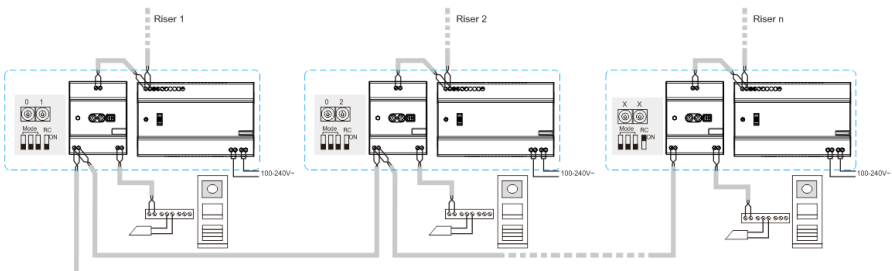 Riser 1
Riser 2
Riser n
0 1
Mode RC
ON
100-240V~
0 2
Mode RC
ON
100-240V~
X X
Mode RC
ON
100-240V~